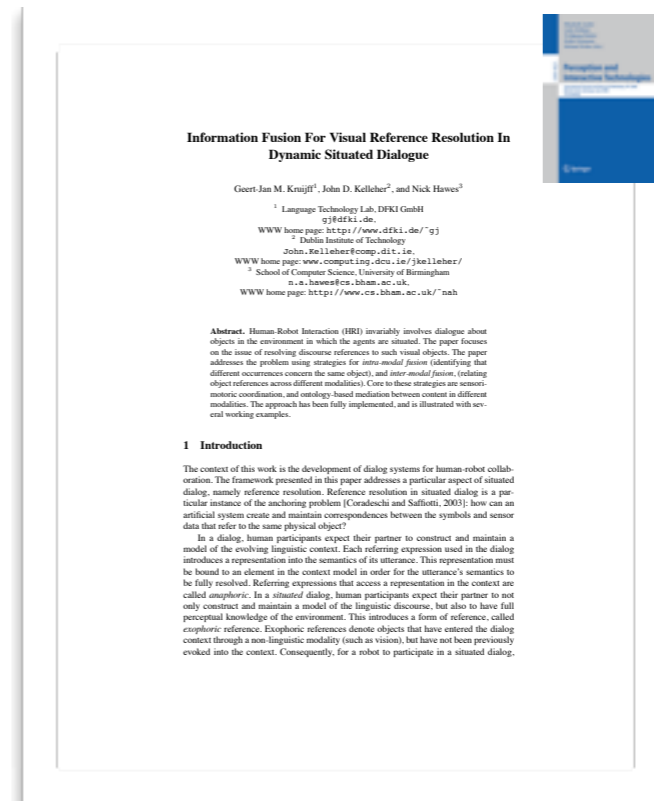 Perception and
Interactive Technologies
Springer
Information Fusion For Visual Reference Resolution In
Dynamic Situated Dialogue
Geert-Jan M. Kruijff1, John D. Kelleher2, and Nick Hawes3
1 Language Technology Lab, DFKI GmbH
gj@dfki.de,
WWW home page: http://www.dfki.de/˜gj
2 Dublin Institute of Technology
John.Kelleher@comp.dit.ie,
WWW home page: www.computing.dcu.ie/jkelleher/
3 School of Computer Science, University of Birmingham
n.a.hawes@cs.bham.ac.uk,
WWW home page: http://www.cs.bham.ac.uk/˜nah
Abstract. Human-Robot Interaction (HRI) invariably involves dialogue about
objects in the environment in which the agents are situated. The paper focuses
on the issue of resolving discourse references to such visual objects. The paper
addresses the problem using strategies for intra-modal fusion (identifying that
different occurrences concern the same object), and inter-modal fusion, (relating
object references across different modalities). Core to these strategies are sensori-
motoric coordination, and ontology-based mediation between content in different
modalities. The approach has been fully implemented, and is illustrated with sev-
eral working examples.
1 Introduction
The context of this work is the development of dialog systems for human-robot collab-
oration. The framework presented in this paper addresses a particular aspect of situated
dialog, namely reference resolution. Reference resolution in situated dialog is a par-
ticular instance of the anchoring problem [Coradeschi and Saffiotti, 2003]: how can an
artificial system create and maintain correspondences between the symbols and sensor
data that refer to the same physical object?
In a dialog, human participants expect their partner to construct and maintain a
model of the evolving linguistic context. Each referring expression used in the dialog
introduces a representation into the semantics of its utterance. This representation must
be bound to an element in the context model in order for the utterance's semantics to
be fully resolved. Referring expressions that access a representation in the context are
called anaphoric. In a situated dialog, human participants expect their partner to not
only construct and maintain a model of the linguistic discourse, but also to have full
perceptual knowledge of the environment. This introduces a form of reference, called
exophoric reference. Exophoric references denote objects that have entered the dialog
context through a non-linguistic modality (such as vision), but have not been previously
evoked into the context. Consequently, for a robot to participate in a situated dialog,